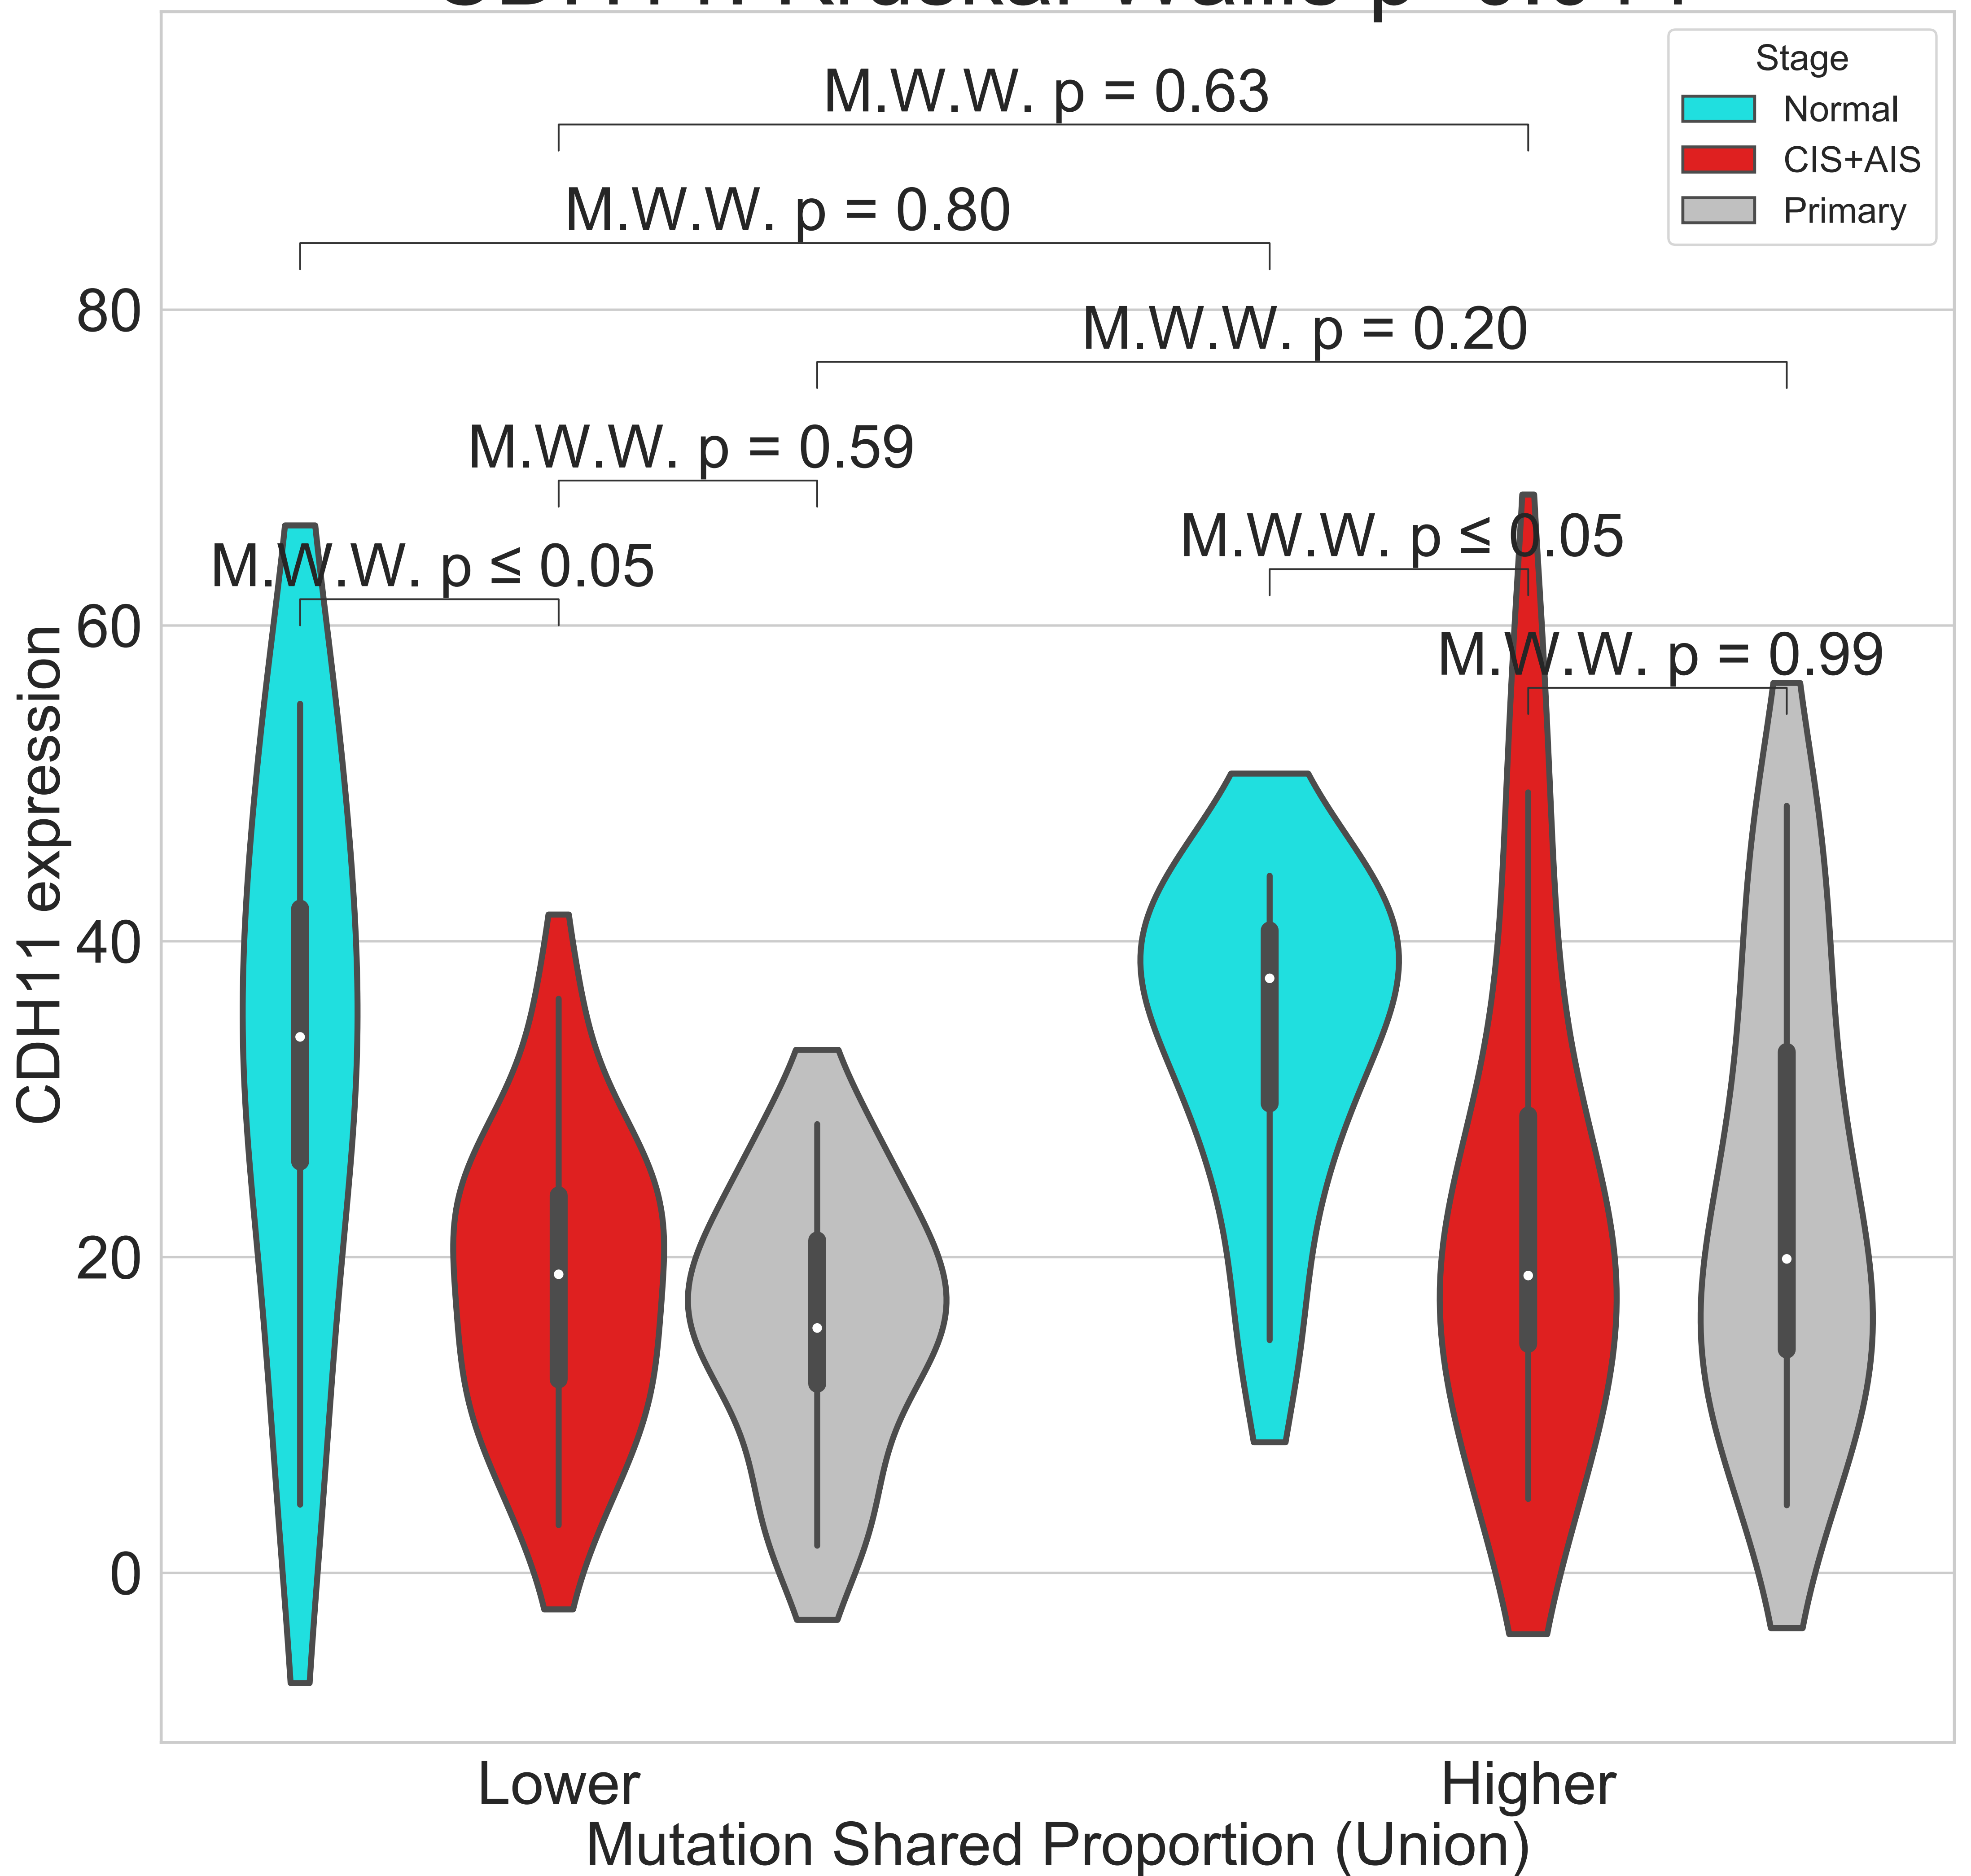 Stage
Normal
CIS+AIS
Primary
M.W.W. p = 0.63
M.W.W. p = 0.80
M.W.W. p = 0.20
M.W.W. p = 0.59
M.W.W. p ≤ 0.05
M.W.W. p ≤ 0.05
M.W.W. p = 0.99
80
60
40
20
0
CDH11 expression
Lower
Higher
Mutation Shared Proportion (Union)